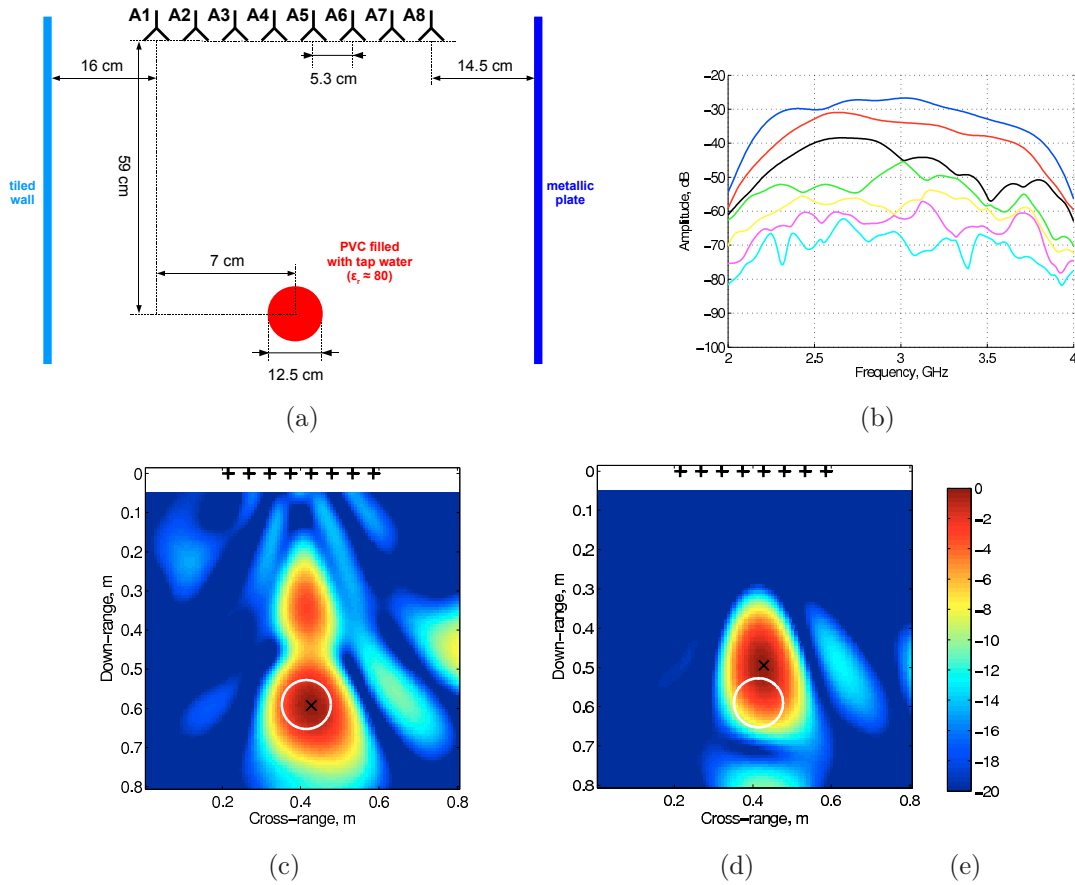 A1 A2 A3 A4 A5 A6 A7 A8
16 cm
5.3 cm
14.5 cm
59 cm
tiled
wall
metallic
plate
7 cm
PVC filled
with tap water
(εr ≈ 80)
12.5 cm
(a)
−20
−30
−40
−50
−60
−70
−80
−90
−100
Amplitude, dB
2 2.5 3 3.5 4
Frequency, GHz
(b)
0
0.1
0.2
0.3
0.4
0.5
0.6
0.7
0.8
Down−range, m
0.2 0.4 0.6 0.8
Cross−range, m
(c)
0
0.1
0.2
0.3
0.4
0.5
0.6
0.7
0.8
Down−range, m
0.2 0.4 0.6 0.8
Cross−range, m
(d)
0
−2
−4
−6
−8
−10
−12
−14
−16
−18
−20
(e)